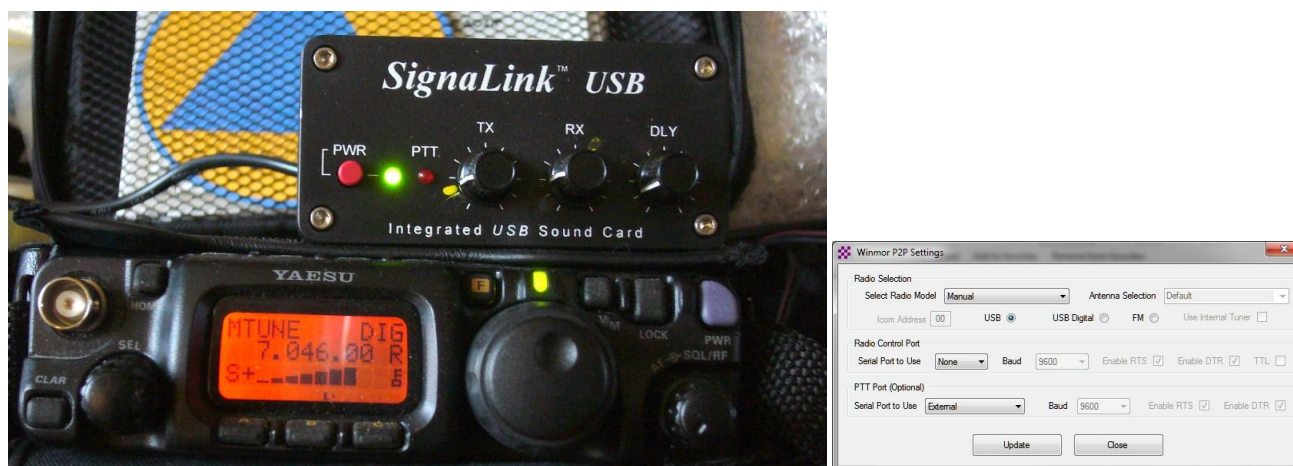 SignaLink™ USB
TX RX DLY
PWR PTT
Integrated USB Sound Card
YAESU
F
HOME
V/M
LOCK
PWR
SEL
AF
SQL/RF
CLAR
MTUNE DIG
7.046.00 R
S+
Winmor P2P Settings
Radio Selection
Select Radio Model Manual Antenna Selection Default
Icom Address 00 USB USB Digital FM Use Internal Tuner
Radio Control Port
Serial Port to Use None Baud 9600 Enable RTS Enable DTR TTL
PTT Port (Optional)
Serial Port to Use External Baud 9600 Enable RTS Enable DTR
Update Close